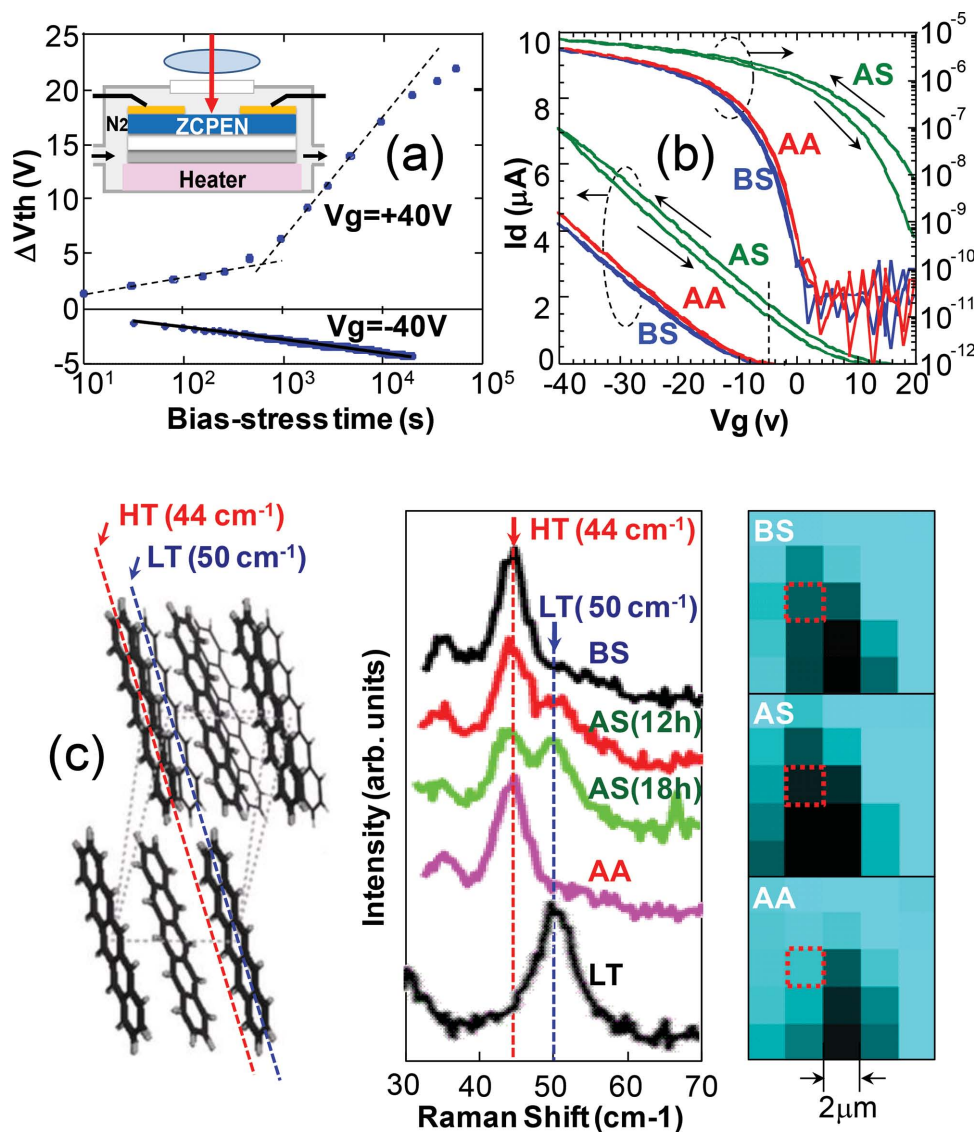 (a)
25
20
15
10
5
0
-5
ΔVth (V)
N2
ZCPEN
Heater
Vg=+40V
Vg=-40V
10¹ 10² 10³ 10⁴ 10⁵
Bias-stress time (s)
(b)
10
8
6
4
2
0
Id (μA)
AS
AA
BS
AS
AA
BS
10⁻⁵
10⁻⁶
10⁻⁷
10⁻⁸
10⁻⁹
10⁻¹⁰
10⁻¹¹
10⁻¹²
-40 -30 -20 -10 0 10 20
Vg (v)
(c)
HT (44 cm⁻¹)
LT (50 cm⁻¹)
HT (44 cm⁻¹)
LT( 50 cm⁻¹)
BS
AS(12h)
AS(18h)
AA
LT
Intensity (arb. units)
30 40 50 60 70
Raman Shift (cm-1)
BS
AS
AA
2μm